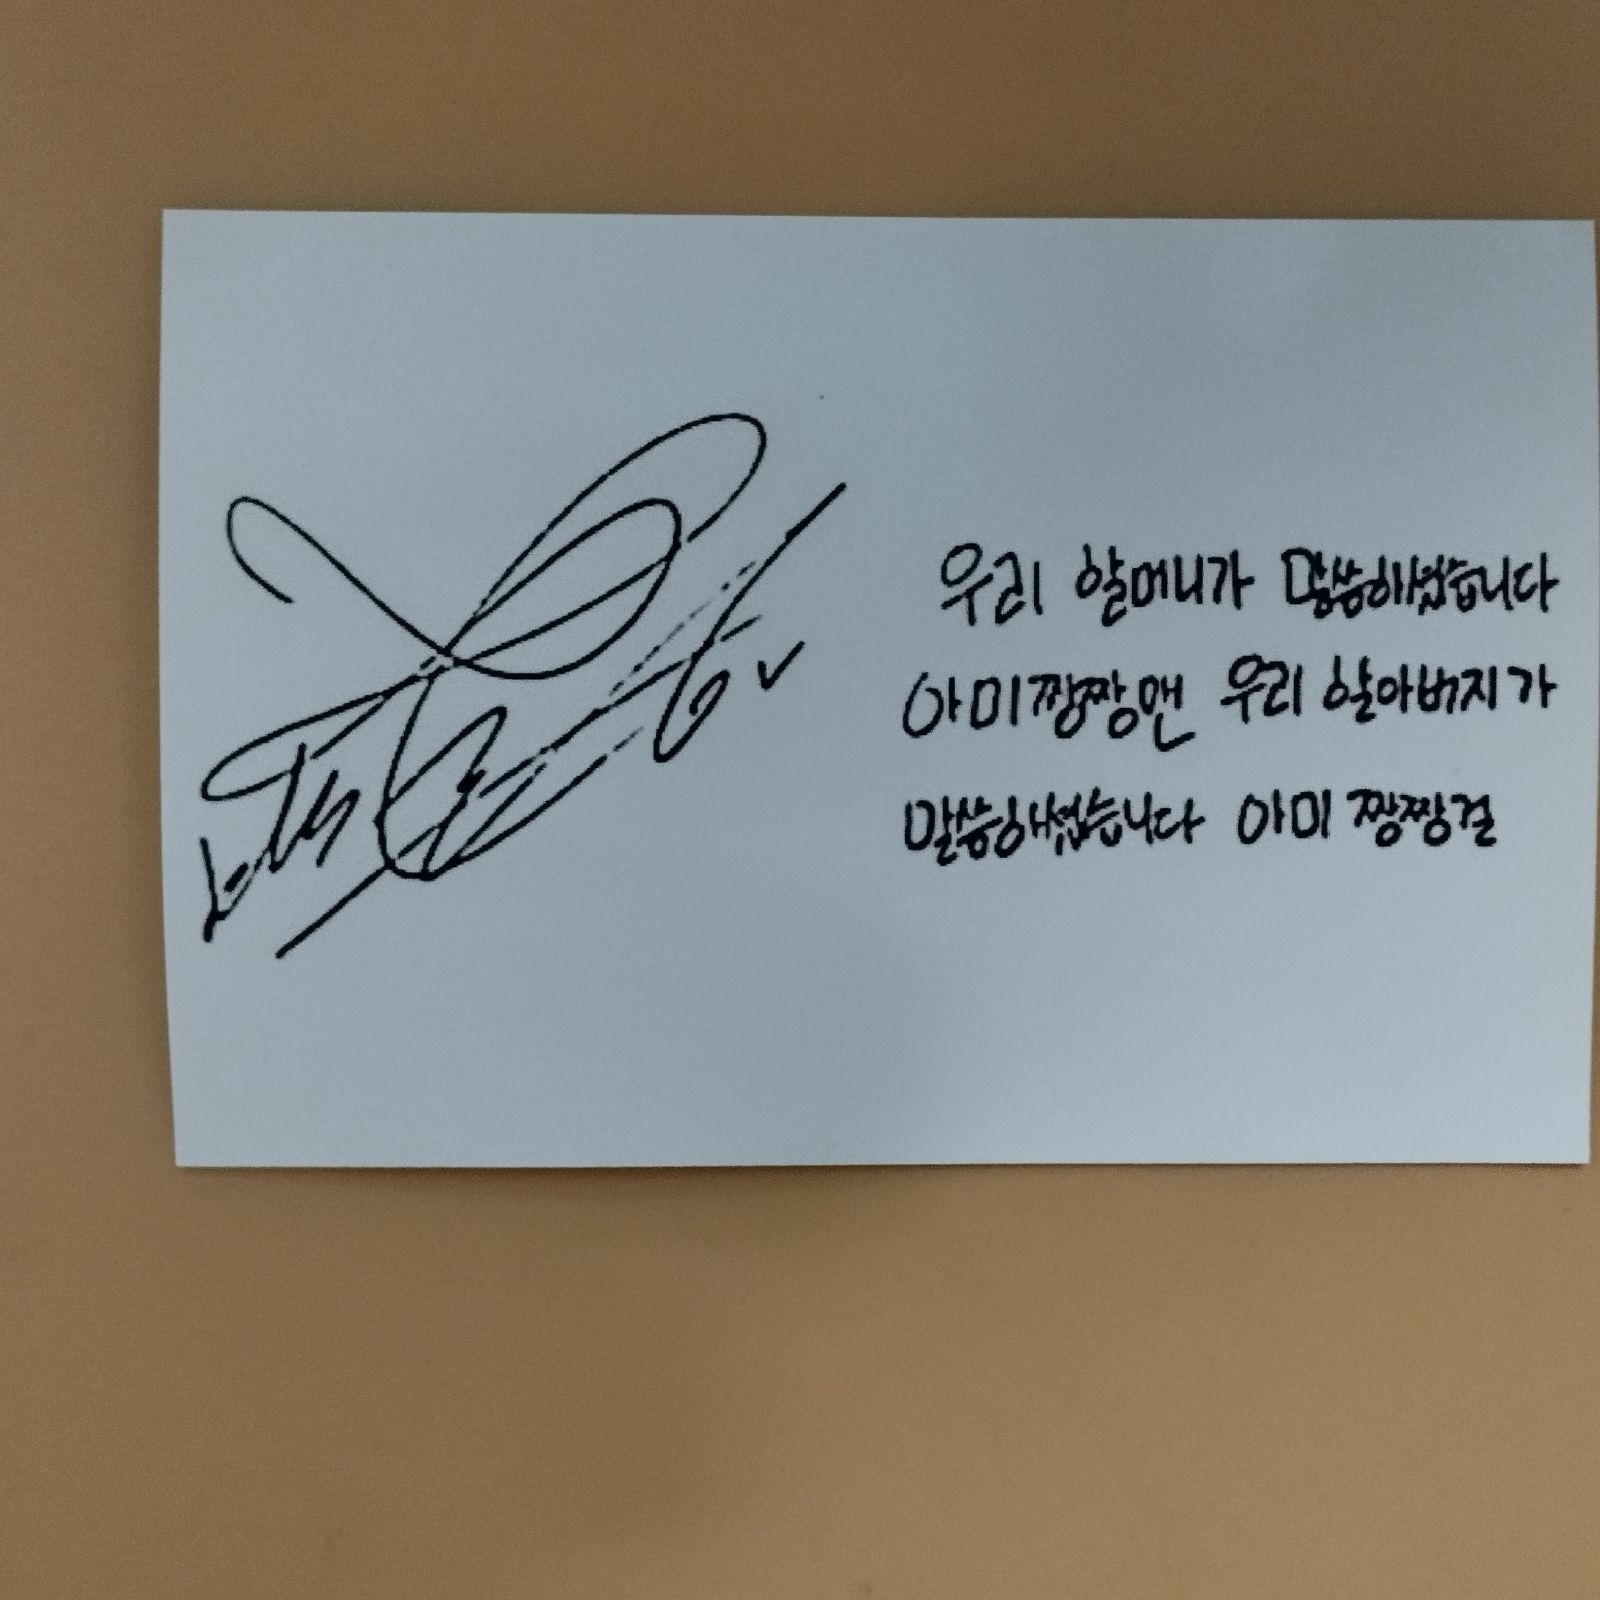 우리 할머니가 말씀하셨습니다
아미짱짱맨 우리 할아버지가
말씀하셨습니다 아미 짱짱걸